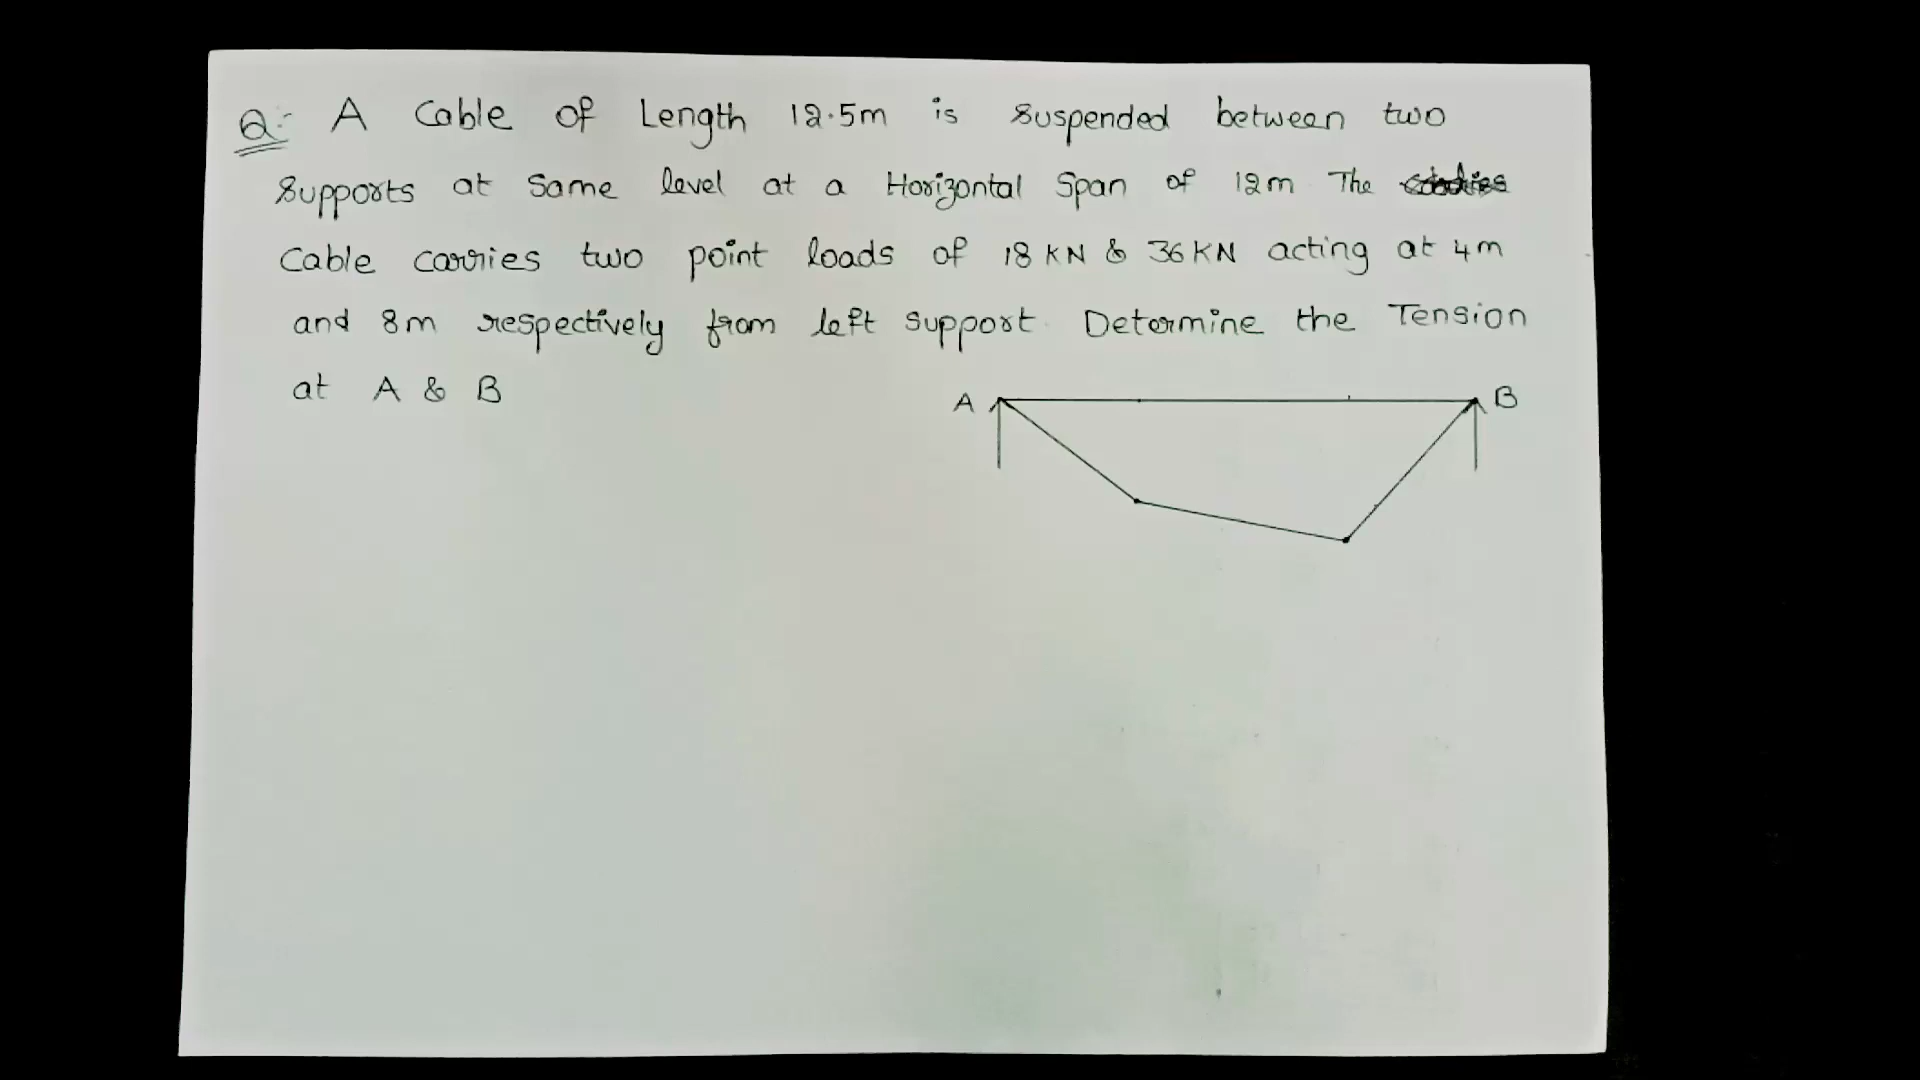 Q:- A Cable of Length 12.5m is suspended between two
supports at same level at a Horizontal Span of 12m The
Cable carries two point loads of 18 KN & 36 KN acting at 4m
and 8m respectively from left support. Determine the Tension
at A & B
A B